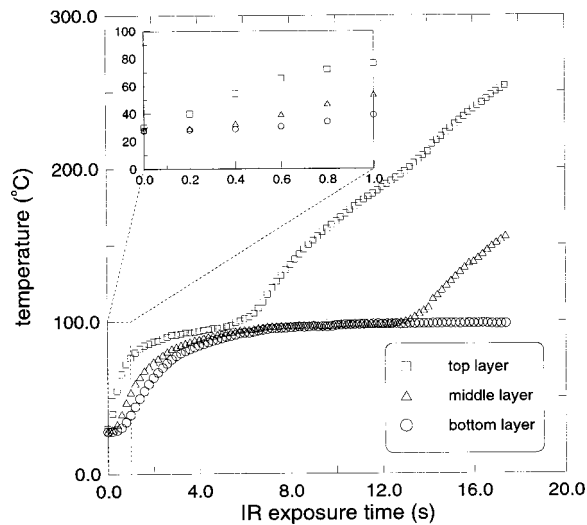 300.0
200.0
100.0
0.0
temperature (°C)
0.0 4.0 8.0 12.0 16.0 20.0
IR exposure time (s)
100
80
60
40
20
0
0.0 0.2 0.4 0.6 0.8 1.0
top layer
middle layer
bottom layer